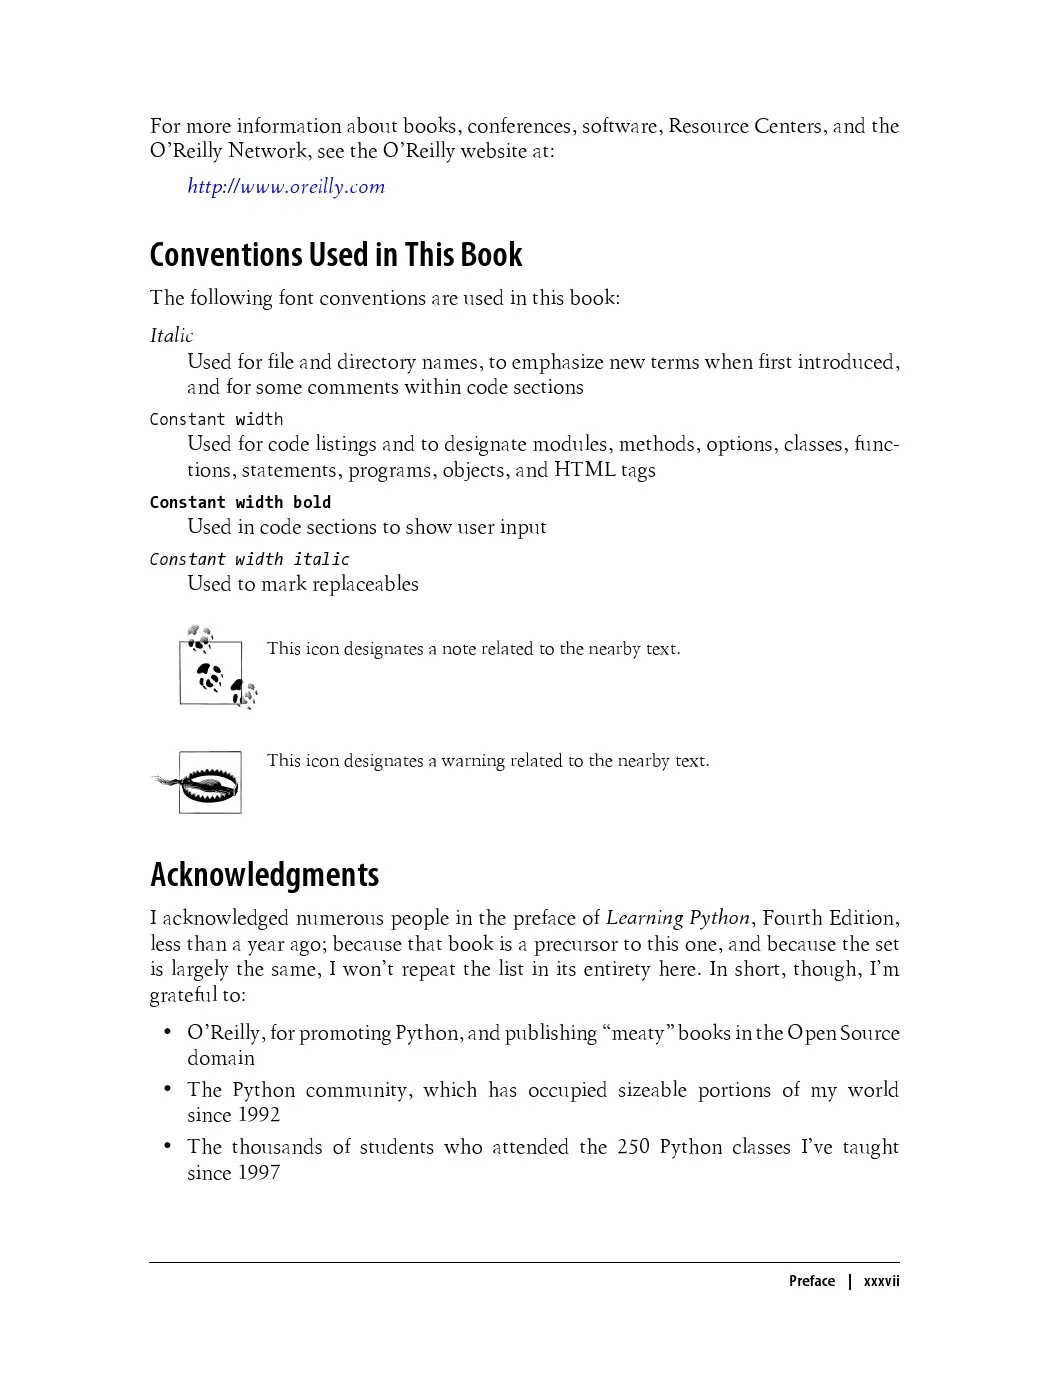 For more information about books, conferences, software, Resource Centers, and the
O’Reilly Network, see the O’Reilly website at:
http://www.oreilly.com
Conventions Used in This Book
The following font conventions are used in this book:
Italic
Used for file and directory names, to emphasize new terms when first introduced,
and for some comments within code sections
Constant width
Used for code listings and to designate modules, methods, options, classes, func-
tions, statements, programs, objects, and HTML tags
Constant width bold
Used in code sections to show user input
Constant width italic
Used to mark replaceables
This icon designates a note related to the nearby text.
This icon designates a warning related to the nearby text.
Acknowledgments
I acknowledged numerous people in the preface of Learning Python, Fourth Edition,
less than a year ago; because that book is a precursor to this one, and because the set
is largely the same, I won’t repeat the list in its entirety here. In short, though, I’m
grateful to:
• O’Reilly, for promoting Python, and publishing “meaty” books in the Open Source
domain
• The Python community, which has occupied sizeable portions of my world
since 1992
• The thousands of students who attended the 250 Python classes I’ve taught
since 1997
Preface | xxxvii